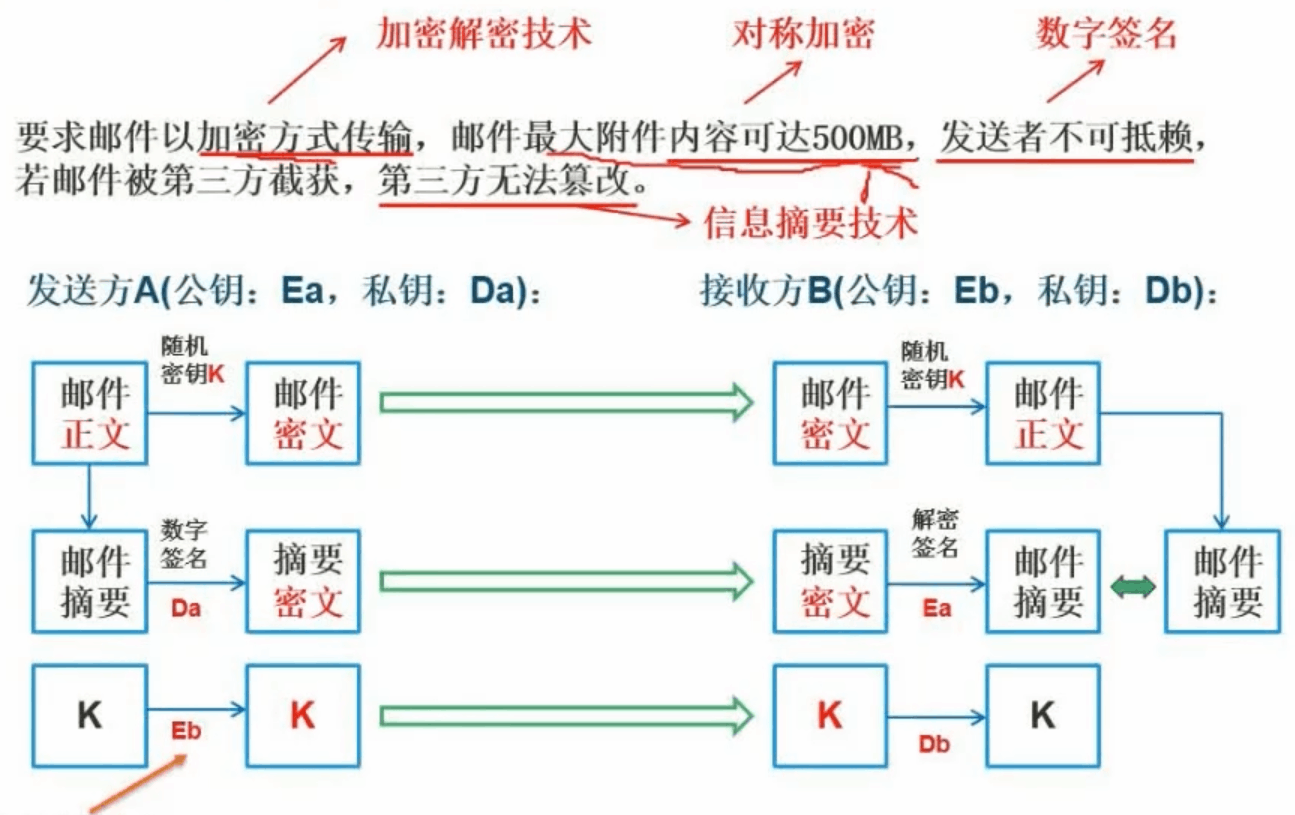 加密解密技术 对称加密 数字签名
要求邮件以加密方式传输，邮件最大附件内容可达500MB，发送者不可抵赖，
若邮件被第三方截获，第三方无法篡改。
信息摘要技术
发送方A(公钥：Ea，私钥：Da)：
接收方B(公钥：Eb，私钥：Db)：
邮件
正文
随机
密钥K
邮件
密文
邮件
密文
随机
密钥K
邮件
正文
邮件
摘要
数字
签名
Da
摘要
密文
摘要
密文
解密
签名
Ea
邮件
摘要
邮件
摘要
K
Eb
K
K
Db
K